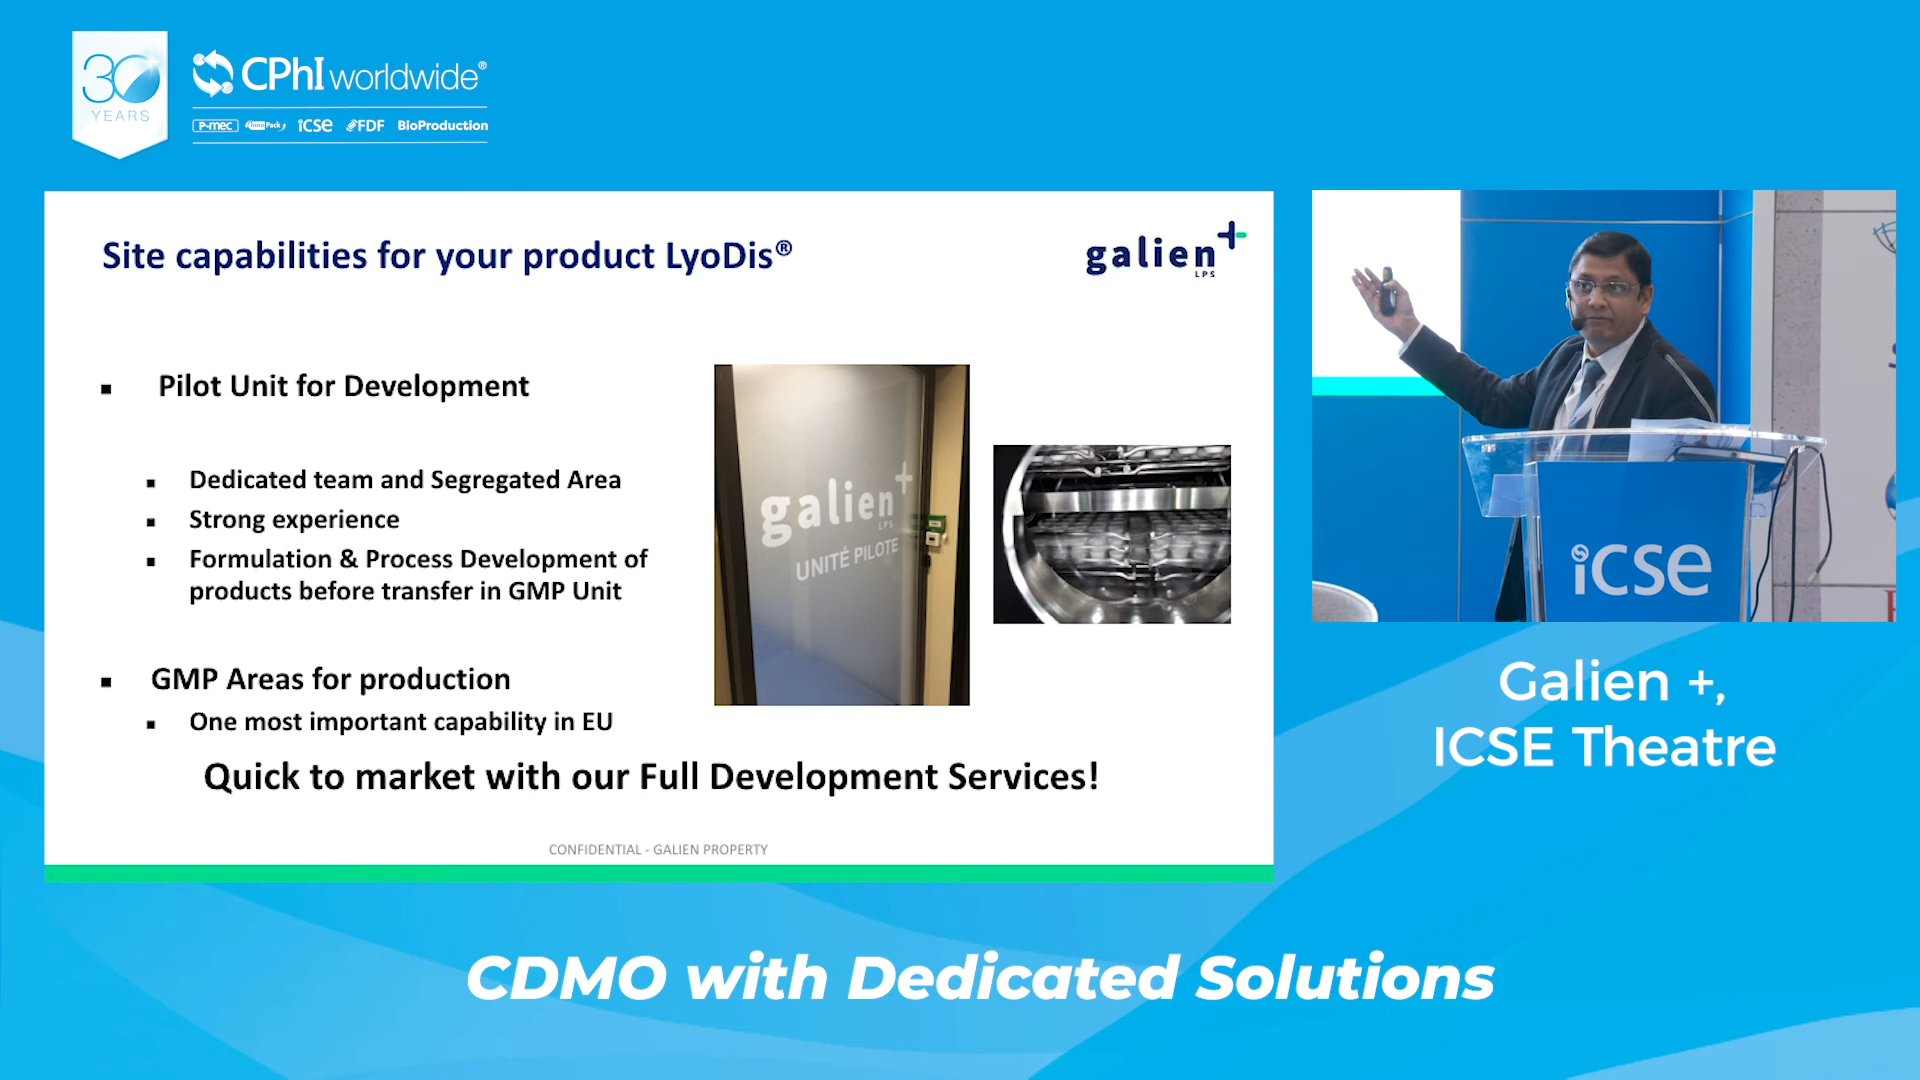 30
YEARS
CPhI worldwide®
P-mec InnoPack iCSE FDF BioProduction
Site capabilities for your product LyoDis®
galien+
LPS
▪ Pilot Unit for Development
▪ Dedicated team and Segregated Area
▪ Strong experience
▪ Formulation & Process Development of
products before transfer in GMP Unit
▪ GMP Areas for production
▪ One most important capability in EU
Quick to market with our Full Development Services!
CONFIDENTIAL - GALIEN PROPERTY
galien+
LPS
UNITÉ PILOTE
iCSE
Galien +,
ICSE Theatre
CDMO with Dedicated Solutions